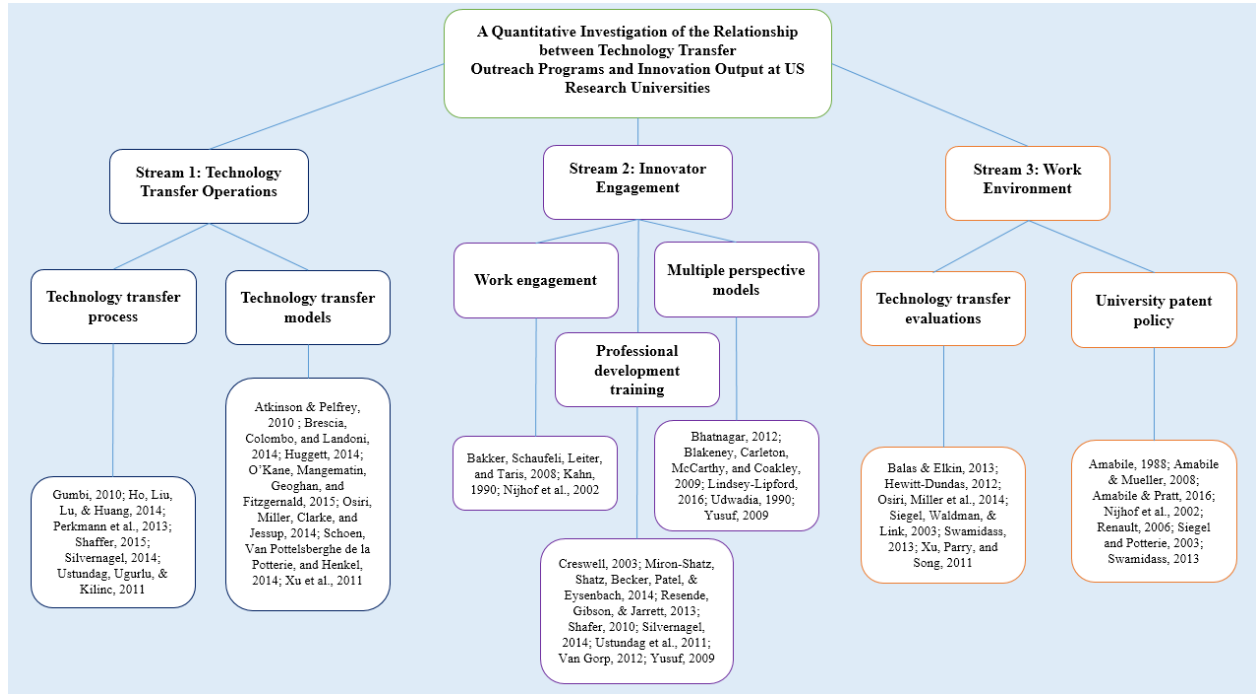 A Quantitative Investigation of the Relationship
between Technology Transfer
Outreach Programs and Innovation Output at US
Research Universities
Stream 1: Technology
Transfer Operations
Stream 2: Innovator
Engagement
Stream 3: Work
Environment
Technology transfer
process
Technology transfer
models
Work engagement
Multiple perspective
models
Professional
development
training
Technology transfer
evaluations
University patent
policy
Gumbi, 2010; Ho, Liu,
Lu, & Huang, 2014;
Perkmann et al., 2013;
Shaffer, 2015;
Silvernagel, 2014;
Ustundag, Ugurlu, &
Kilinc, 2011
Atkinson & Pelfrey,
2010 ; Brescia,
Colombo, and Landoni,
2014; Huggett, 2014;
O’Kane, Mangematin,
Geoghan, and
Fitzgernald, 2015; Osiri,
Miller, Clarke, and
Jessup, 2014; Schoen,
Van Pottelsberghe de la
Potterie, and Henkel,
2014; Xu et al., 2011
Bakker, Schaufeli, Leiter,
and Taris, 2008; Kahn,
1990; Nijhof et al., 2002
Bhatnagar, 2012;
Blakeney, Carleton,
McCarthy, and Coakley,
2009; Lindsey-Lipford,
2016; Udwadia, 1990;
Yusuf, 2009
Creswell, 2003; Miron-Shatz,
Shatz, Becker, Patel, &
Eysenbach, 2014; Resende,
Gibson, & Jarrett, 2013;
Shafer, 2010; Silvernagel,
2014; Ustundag et al., 2011;
Van Gorp, 2012; Yusuf, 2009
Balas & Elkin, 2013;
Hewitt-Dundas, 2012;
Osiri, Miller et al., 2014;
Siegel, Waldman, &
Link, 2003; Swamidass,
2013; Xu, Parry, and
Song, 2011
Amabile, 1988; Amabile
& Mueller, 2008;
Amabile & Pratt, 2016;
Nijhof et al., 2002;
Renault, 2006; Siegel
and Potterie, 2003;
Swamidass, 2013